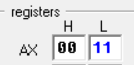 registers
H L
AX 00 11